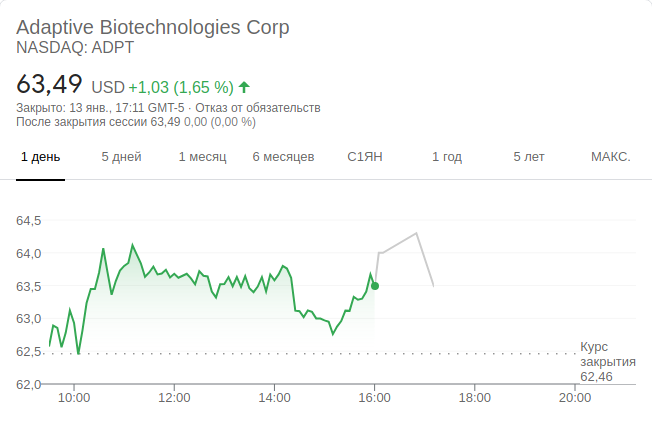 Adaptive Biotechnologies Corp
NASDAQ: ADPT
63,49 USD +1,03 (1,65 %)
Закрыто: 13 янв., 17:11 GMT-5 · Отказ от обязательств
После закрытия сессии 63,49 0,00 (0,00 %)
1 день 5 дней 1 месяц 6 месяцев С1ЯН 1 год 5 лет МАКС.
64,5
64,0
63,5
63,0
62,5
62,0
Курс
закрытия
62,46
10:00 12:00 14:00 16:00 18:00 20:00